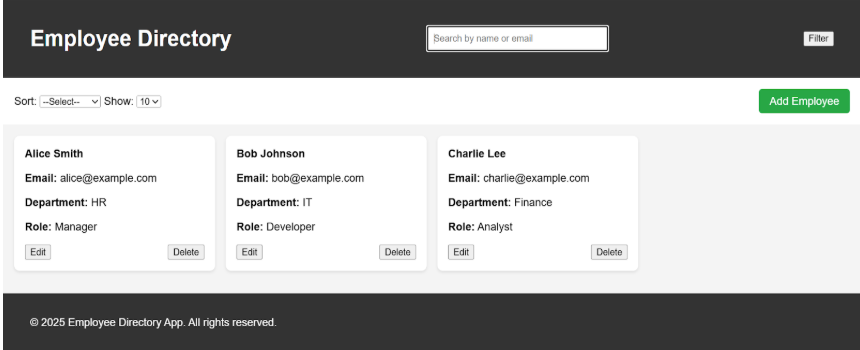 Employee Directory
Search by name or email
Filter
Sort: --Select-- Show: 10
Add Employee
Alice Smith
Email: alice@example.com
Department: HR
Role: Manager
Edit Delete
Bob Johnson
Email: bob@example.com
Department: IT
Role: Developer
Edit Delete
Charlie Lee
Email: charlie@example.com
Department: Finance
Role: Analyst
Edit Delete
© 2025 Employee Directory App. All rights reserved.